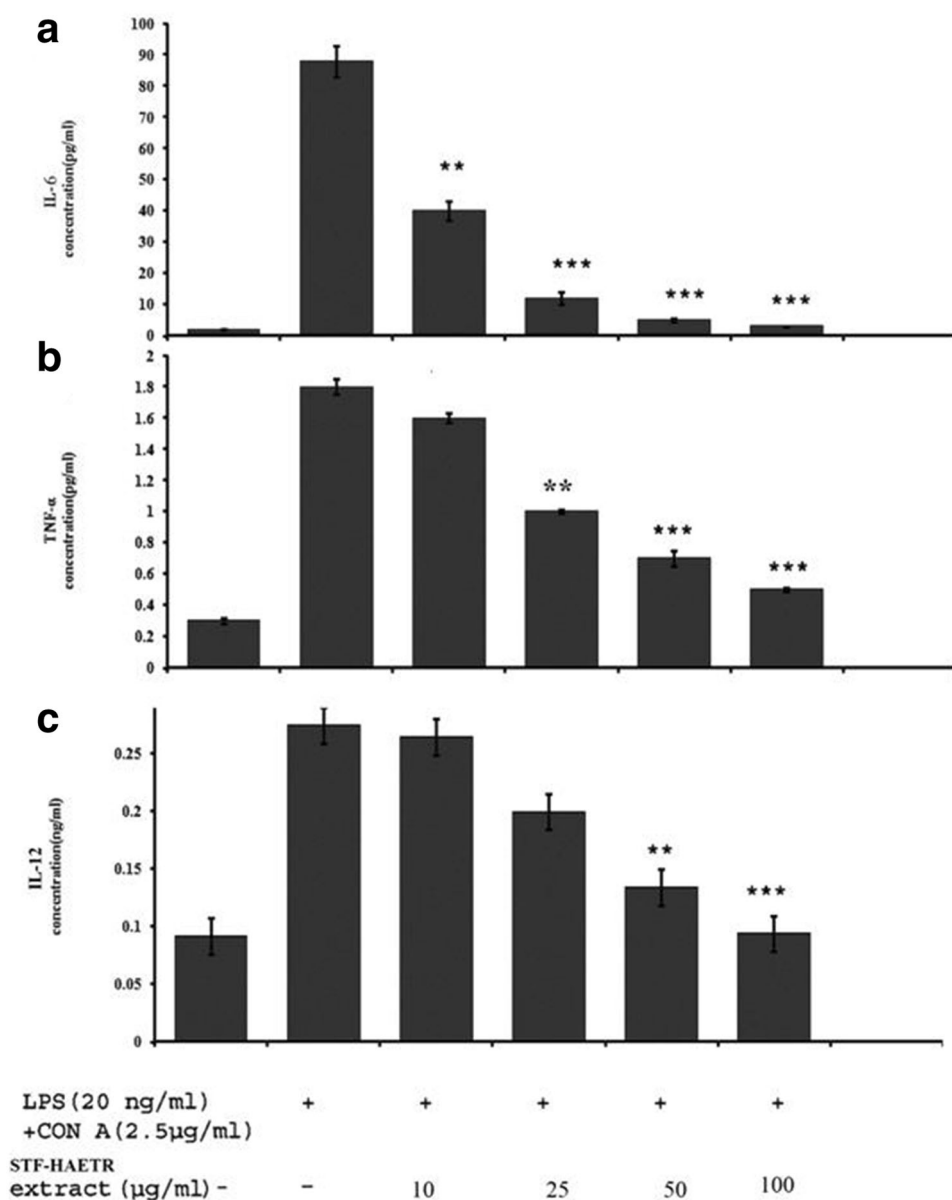 a
100
90
80
70
60
50
40
30
20
10
0
IL-6
concentration(pg/ml)
**
***
***
***
b
2
1.8
1.6
1.4
1.2
1
0.8
0.6
0.4
0.2
0
TNF-α
concentration(pg/ml)
**
***
***
c
0.25
0.2
0.15
0.1
0.05
0
IL-12
concentration(ng/ml)
**
***
LPS(20 ng/ml) + + + + +
+CON A(2.5µg/ml)
STF-HAETR
extract (µg/ml) - - 10 25 50 100